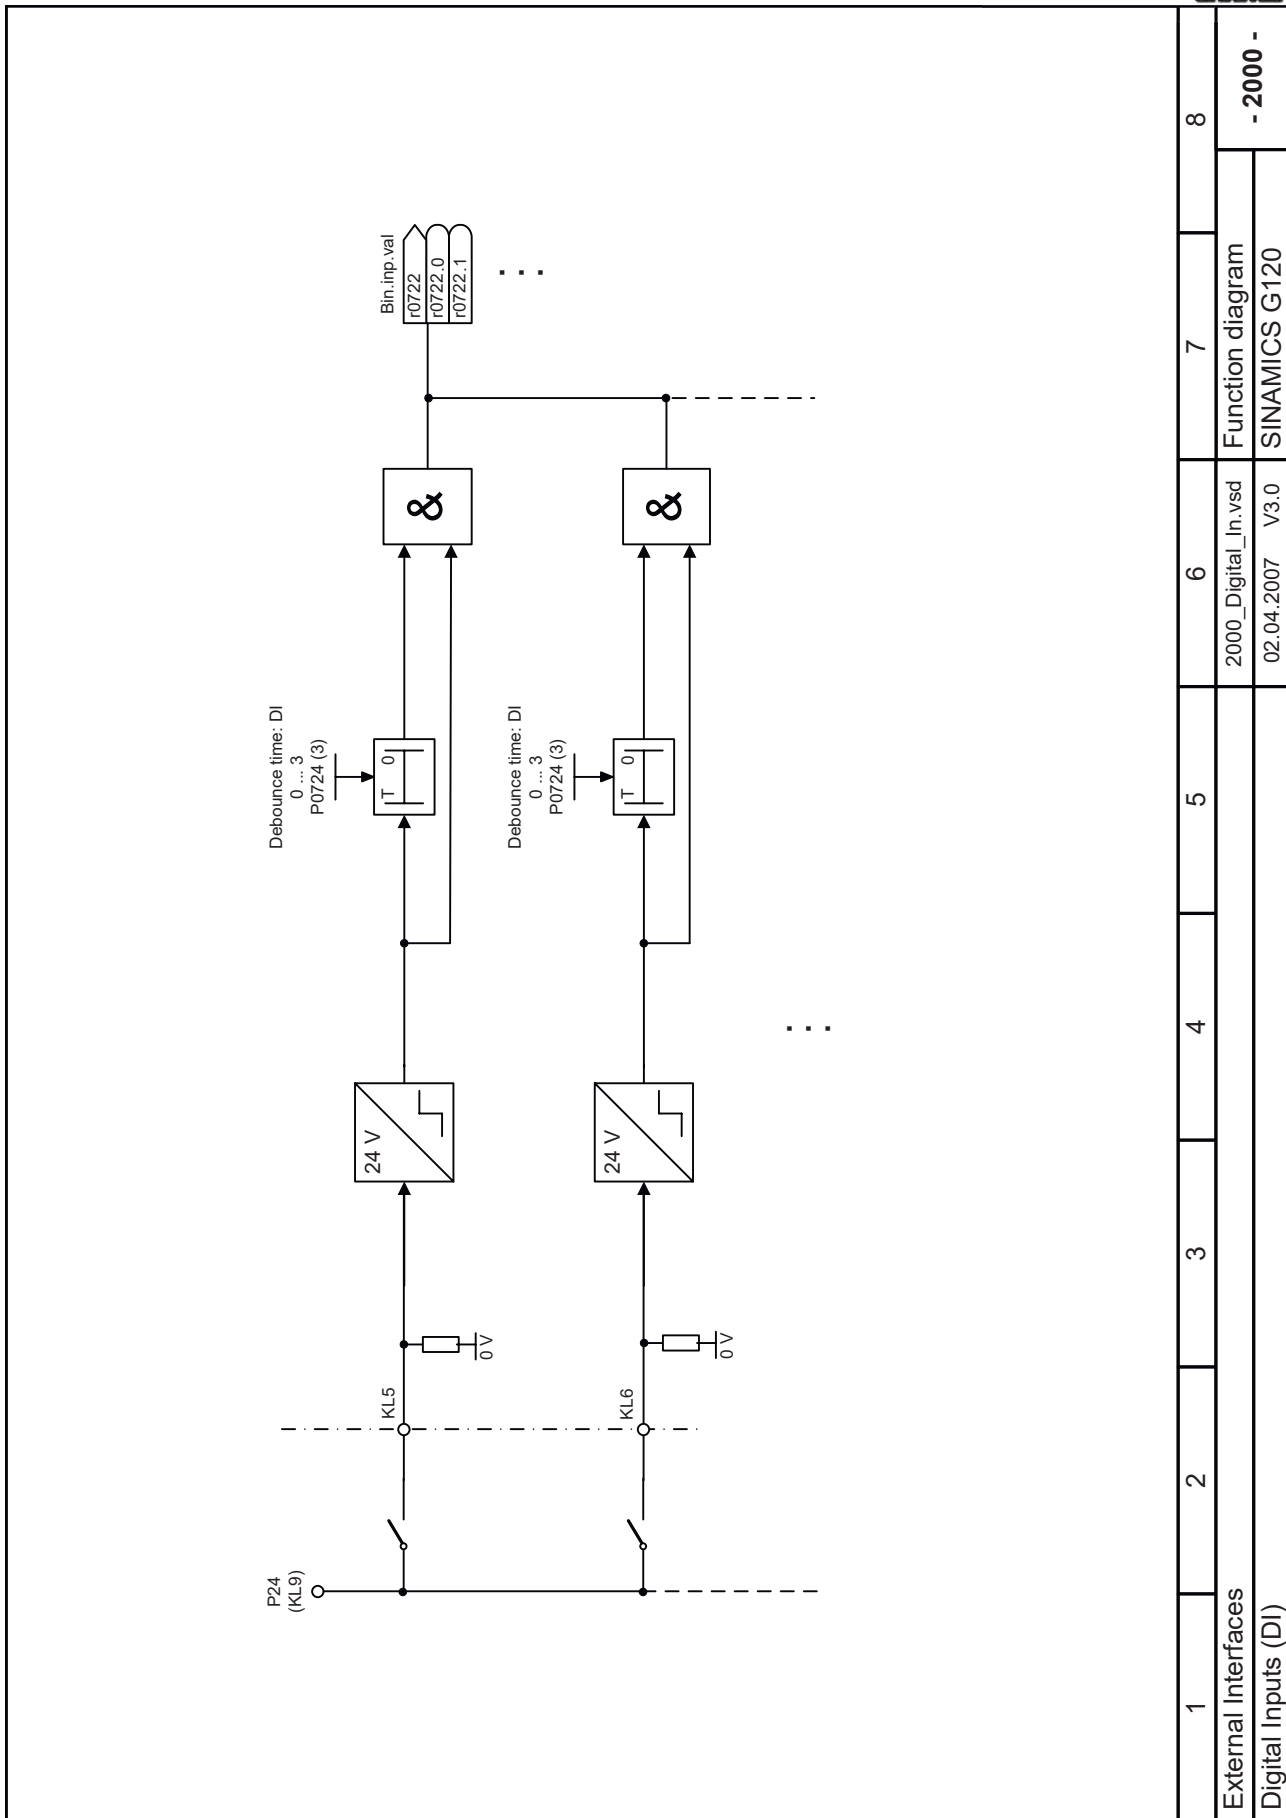 P24
(KL9)
KL5
0 V
24 V
Debounce time: DI
0 ... 3
P0724 (3)
T 0
&
Bin.inp.val
r0722
r0722.0
r0722.1
. . .
KL6
0 V
24 V
Debounce time: DI
0 ... 3
P0724 (3)
T 0
&
. . .
1 2 3 4 5 6 7 8
External Interfaces 2000_Digital_In.vsd Function diagram
- 2000 -
Digital Inputs (DI) 02.04.2007 V3.0 SINAMICS G120